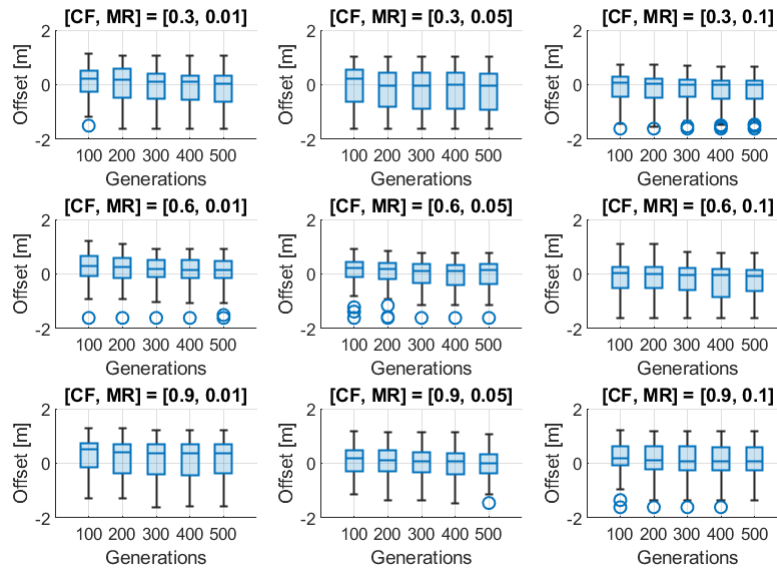 [CF, MR] = [0.3, 0.01]
2
0
-2
Offset [m]
100 200 300 400 500
Generations
[CF, MR] = [0.3, 0.05]
2
0
-2
Offset [m]
100 200 300 400 500
Generations
[CF, MR] = [0.3, 0.1]
2
0
-2
Offset [m]
100 200 300 400 500
Generations
[CF, MR] = [0.6, 0.01]
2
0
-2
Offset [m]
100 200 300 400 500
Generations
[CF, MR] = [0.6, 0.05]
2
0
-2
Offset [m]
100 200 300 400 500
Generations
[CF, MR] = [0.6, 0.1]
2
0
-2
Offset [m]
100 200 300 400 500
Generations
[CF, MR] = [0.9, 0.01]
2
0
-2
Offset [m]
100 200 300 400 500
Generations
[CF, MR] = [0.9, 0.05]
2
0
-2
Offset [m]
100 200 300 400 500
Generations
[CF, MR] = [0.9, 0.1]
2
0
-2
Offset [m]
100 200 300 400 500
Generations